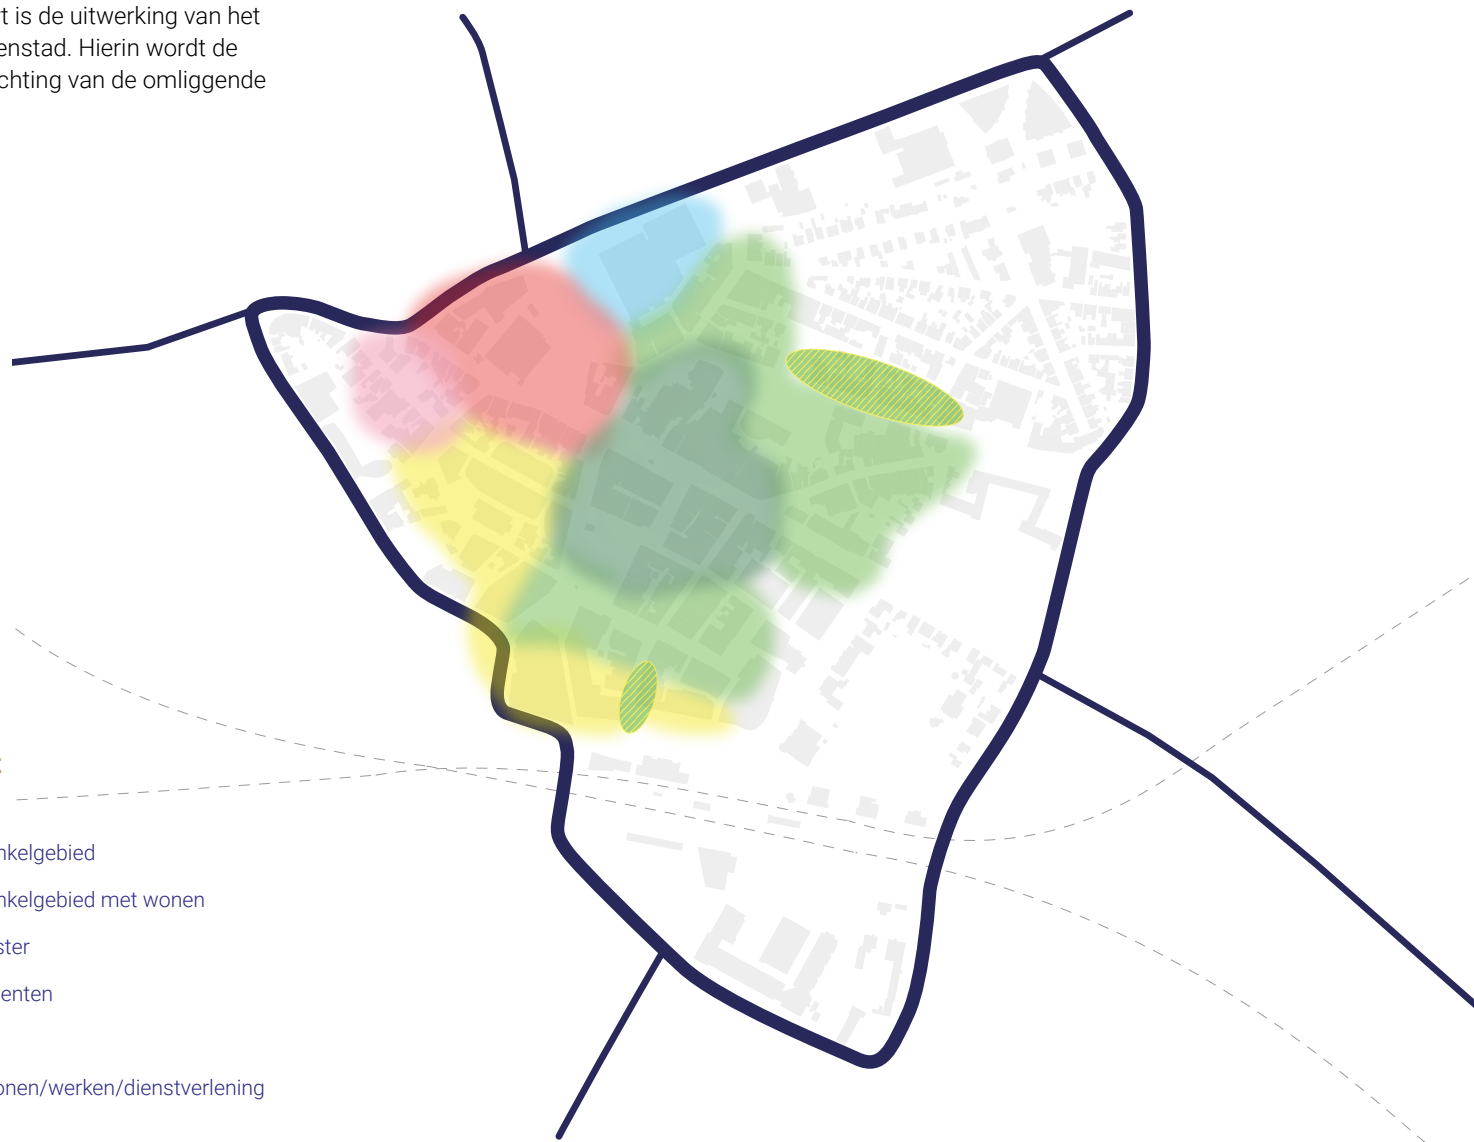 t is de uitwerking van het
enstad. Hierin wordt de
chting van de omliggende
:
nkelgebied
nkelgebied met wonen
ster
enten
onen/werken/dienstverlening